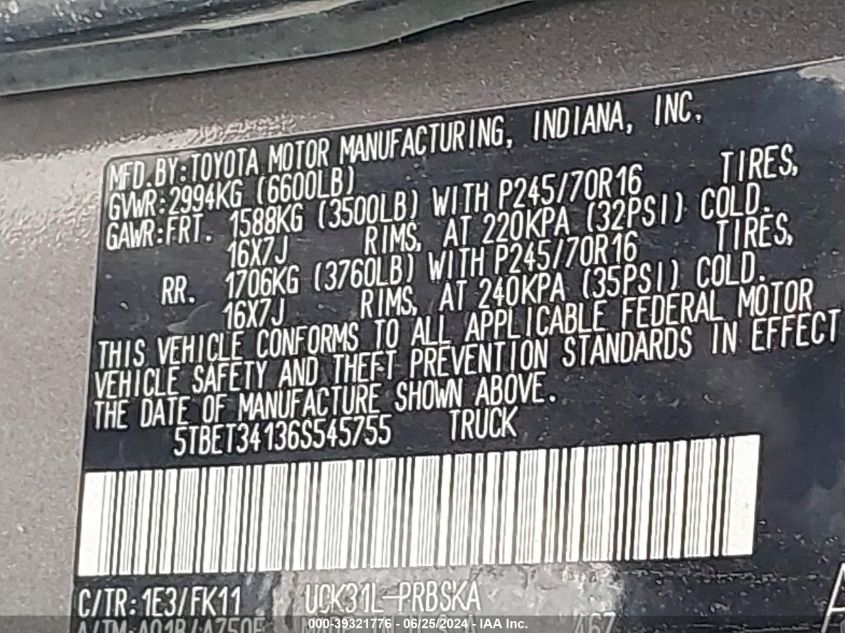 MFD.BY:TOYOTA MOTOR MANUFACTURING, INDIANA, INC.
GVWR:2994KG (6600LB)
GAWR:FRT. 1588KG (3500LB) WITH P245/70R16 TIRES,
16X7J RIMS, AT 220KPA (32PSI) COLD.
RR. 1706KG (3760LB) WITH P245/70R16 TIRES,
16X7J RIMS, AT 240KPA (35PSI) COLD.
THIS VEHICLE CONFORMS TO ALL APPLICABLE FEDERAL MOTOR
VEHICLE SAFETY AND THEFT PREVENTION STANDARDS IN EFFECT
THE DATE OF MANUFACTURE SHOWN ABOVE.
5TBET34136S545755 TRUCK
C/TR:1E3/FK11 UCK31L-PRBSKA
000-39321776 - 06/25/2024 - IAAI Inc.